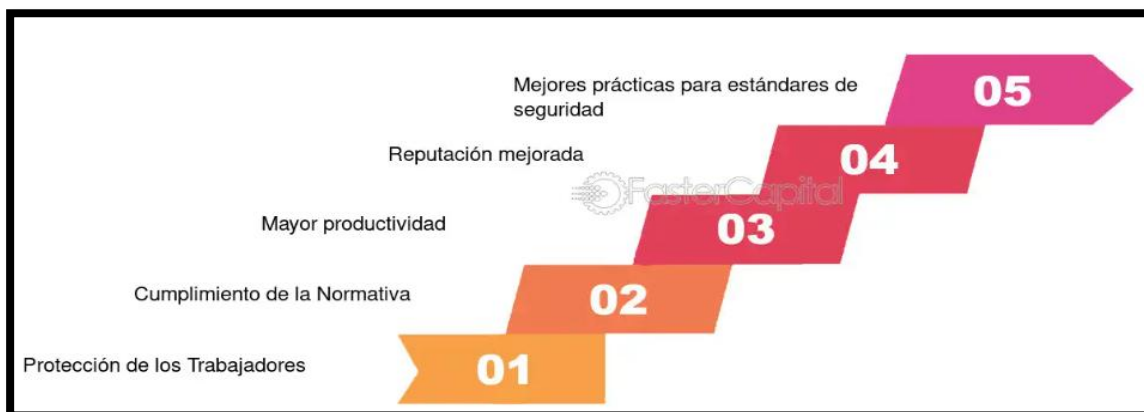 Mejores prácticas para estándares de
seguridad
05
Reputación mejorada
04
FasterCapital
Mayor productividad
03
Cumplimiento de la Normativa
02
Protección de los Trabajadores
01